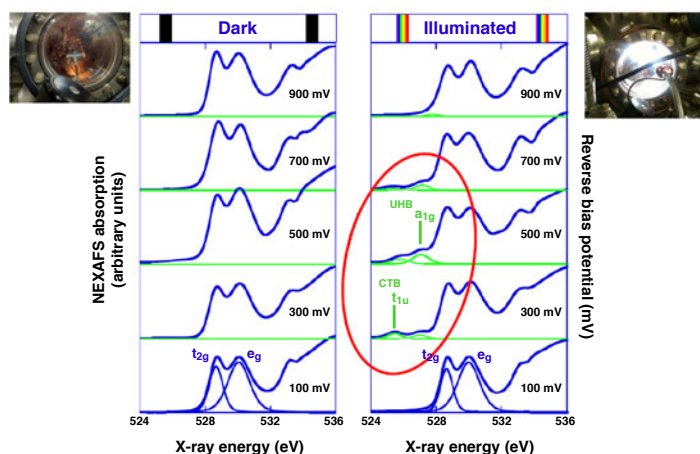 Dark
Illuminated
900 mV
700 mV
500 mV
300 mV
t2g
eg
100 mV
900 mV
700 mV
UHB
a1g
500 mV
CTB
t1u
300 mV
t2g
eg
100 mV
524
528
532
536
524
528
532
536
X-ray energy (eV)
X-ray energy (eV)
NEXAFS absorption
(arbitrary units)
Reverse bias potential (mV)